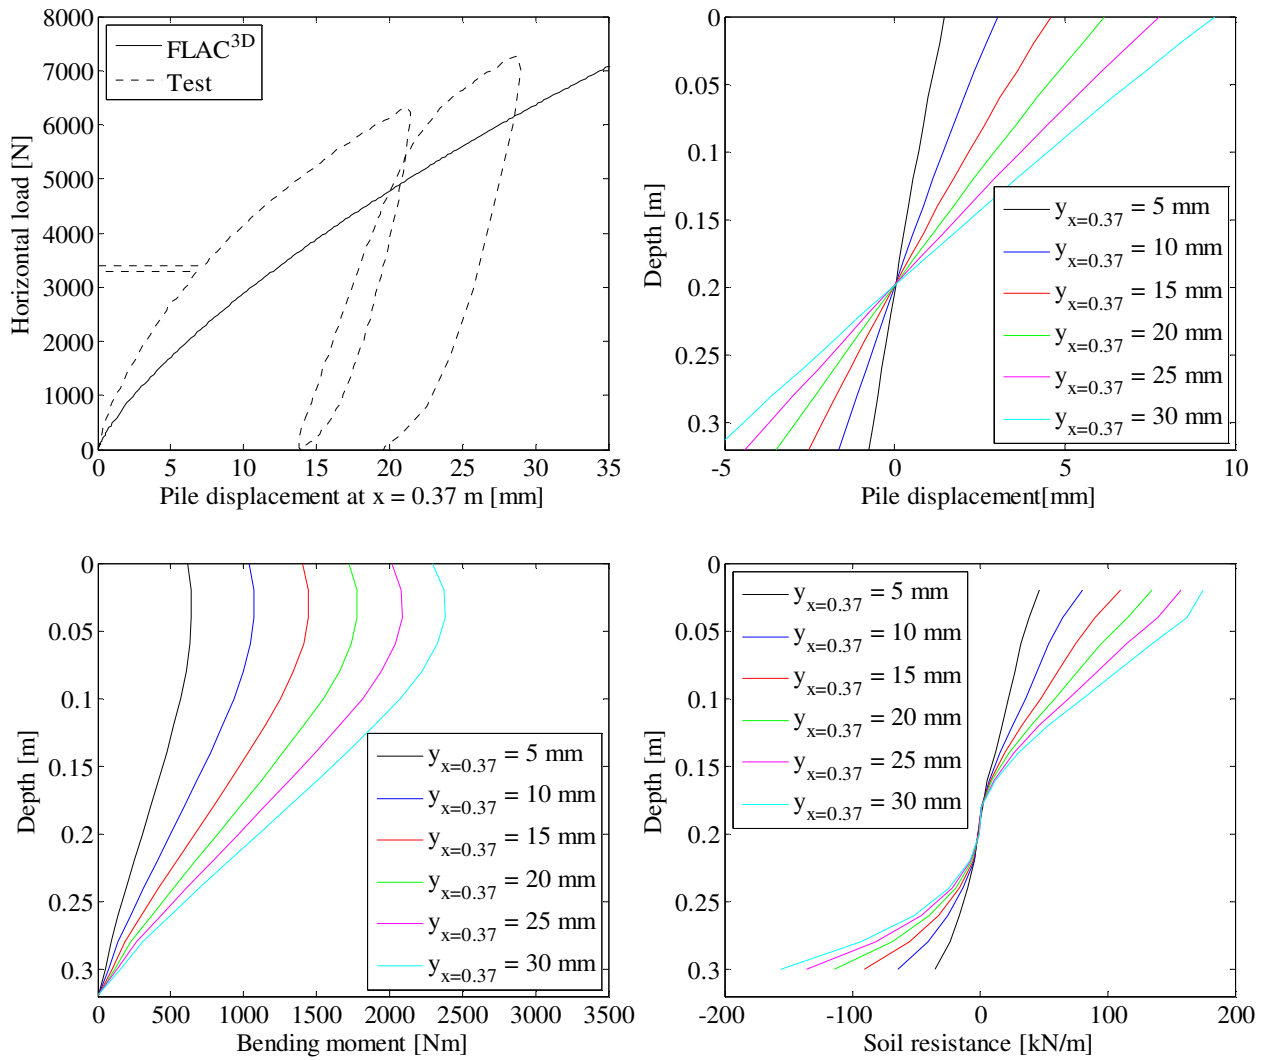 8000
7000
6000
5000
4000
3000
2000
1000
0
Horizontal load [N]
FLAC3D
Test
0 5 10 15 20 25 30 35
Pile displacement at x = 0.37 m [mm]
0
0.05
0.1
0.15
0.2
0.25
0.3
Depth [m]
yx=0.37 = 5 mm
yx=0.37 = 10 mm
yx=0.37 = 15 mm
yx=0.37 = 20 mm
yx=0.37 = 25 mm
yx=0.37 = 30 mm
-5 0 5 10
Pile displacement[mm]
0
0.05
0.1
0.15
0.2
0.25
0.3
Depth [m]
yx=0.37 = 5 mm
yx=0.37 = 10 mm
yx=0.37 = 15 mm
yx=0.37 = 20 mm
yx=0.37 = 25 mm
yx=0.37 = 30 mm
0 500 1000 1500 2000 2500 3000 3500
Bending moment [Nm]
0
0.05
0.1
0.15
0.2
0.25
0.3
Depth [m]
yx=0.37 = 5 mm
yx=0.37 = 10 mm
yx=0.37 = 15 mm
yx=0.37 = 20 mm
yx=0.37 = 25 mm
yx=0.37 = 30 mm
-200 -100 0 100 200
Soil resistance [kN/m]